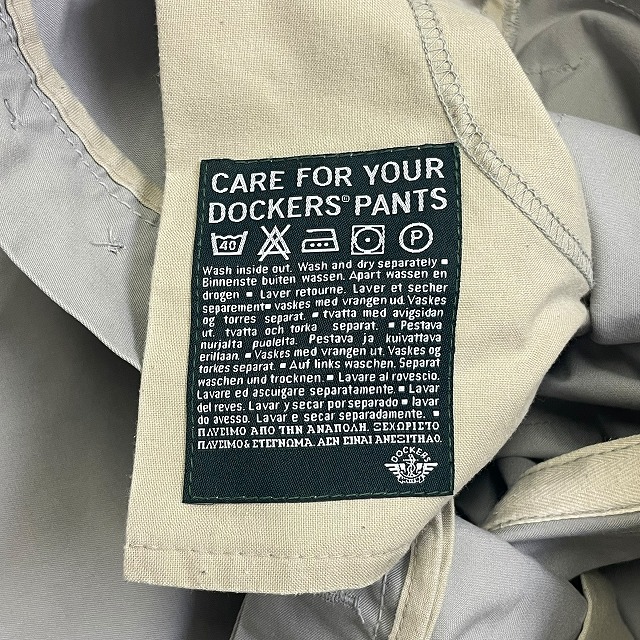 CARE FOR YOUR
DOCKERS® PANTS
40 P
Wash inside out. Wash and dry separately ▪
Binnenste buiten wassen. Apart wassen en
drogen ▪ Laver retourne. Laver et secher
separement▪ vaskes med vrangen ud. Vaskes
og torres separat. ▪ tvatta med avigsidan
ut. tvatta och torka separat. ▪ Pestava
nurjalta puolelta. Pestava ja kuivattava
erillaan. ▪ Vaskes med vrangen ut. Vaskes og
torkes separat. ▪ Auf links waschen. Separat
waschen und trocknen. ▪ Lavare al rovescio.
Lavare ed asciugare separatamente. ▪ Lavar
del reves. Lavar y secar por separado ▪ lavar
do avesso. Lavar e secar separadamente. ▪
ΠΛΥΣΙΜΟ ΑΠΟ ΤΗΝ ΑΝΑΠΟΔΗ. ΞΕΧΩΡΙΣΤΟ
ΠΛΥΣΙΜΟ & ΣΤΕΓΝΩΜΑ. ΔΕΝ ΕΙΝΑΙ ΑΝΕΞΙΤΗΛΟ.
DOCKERS